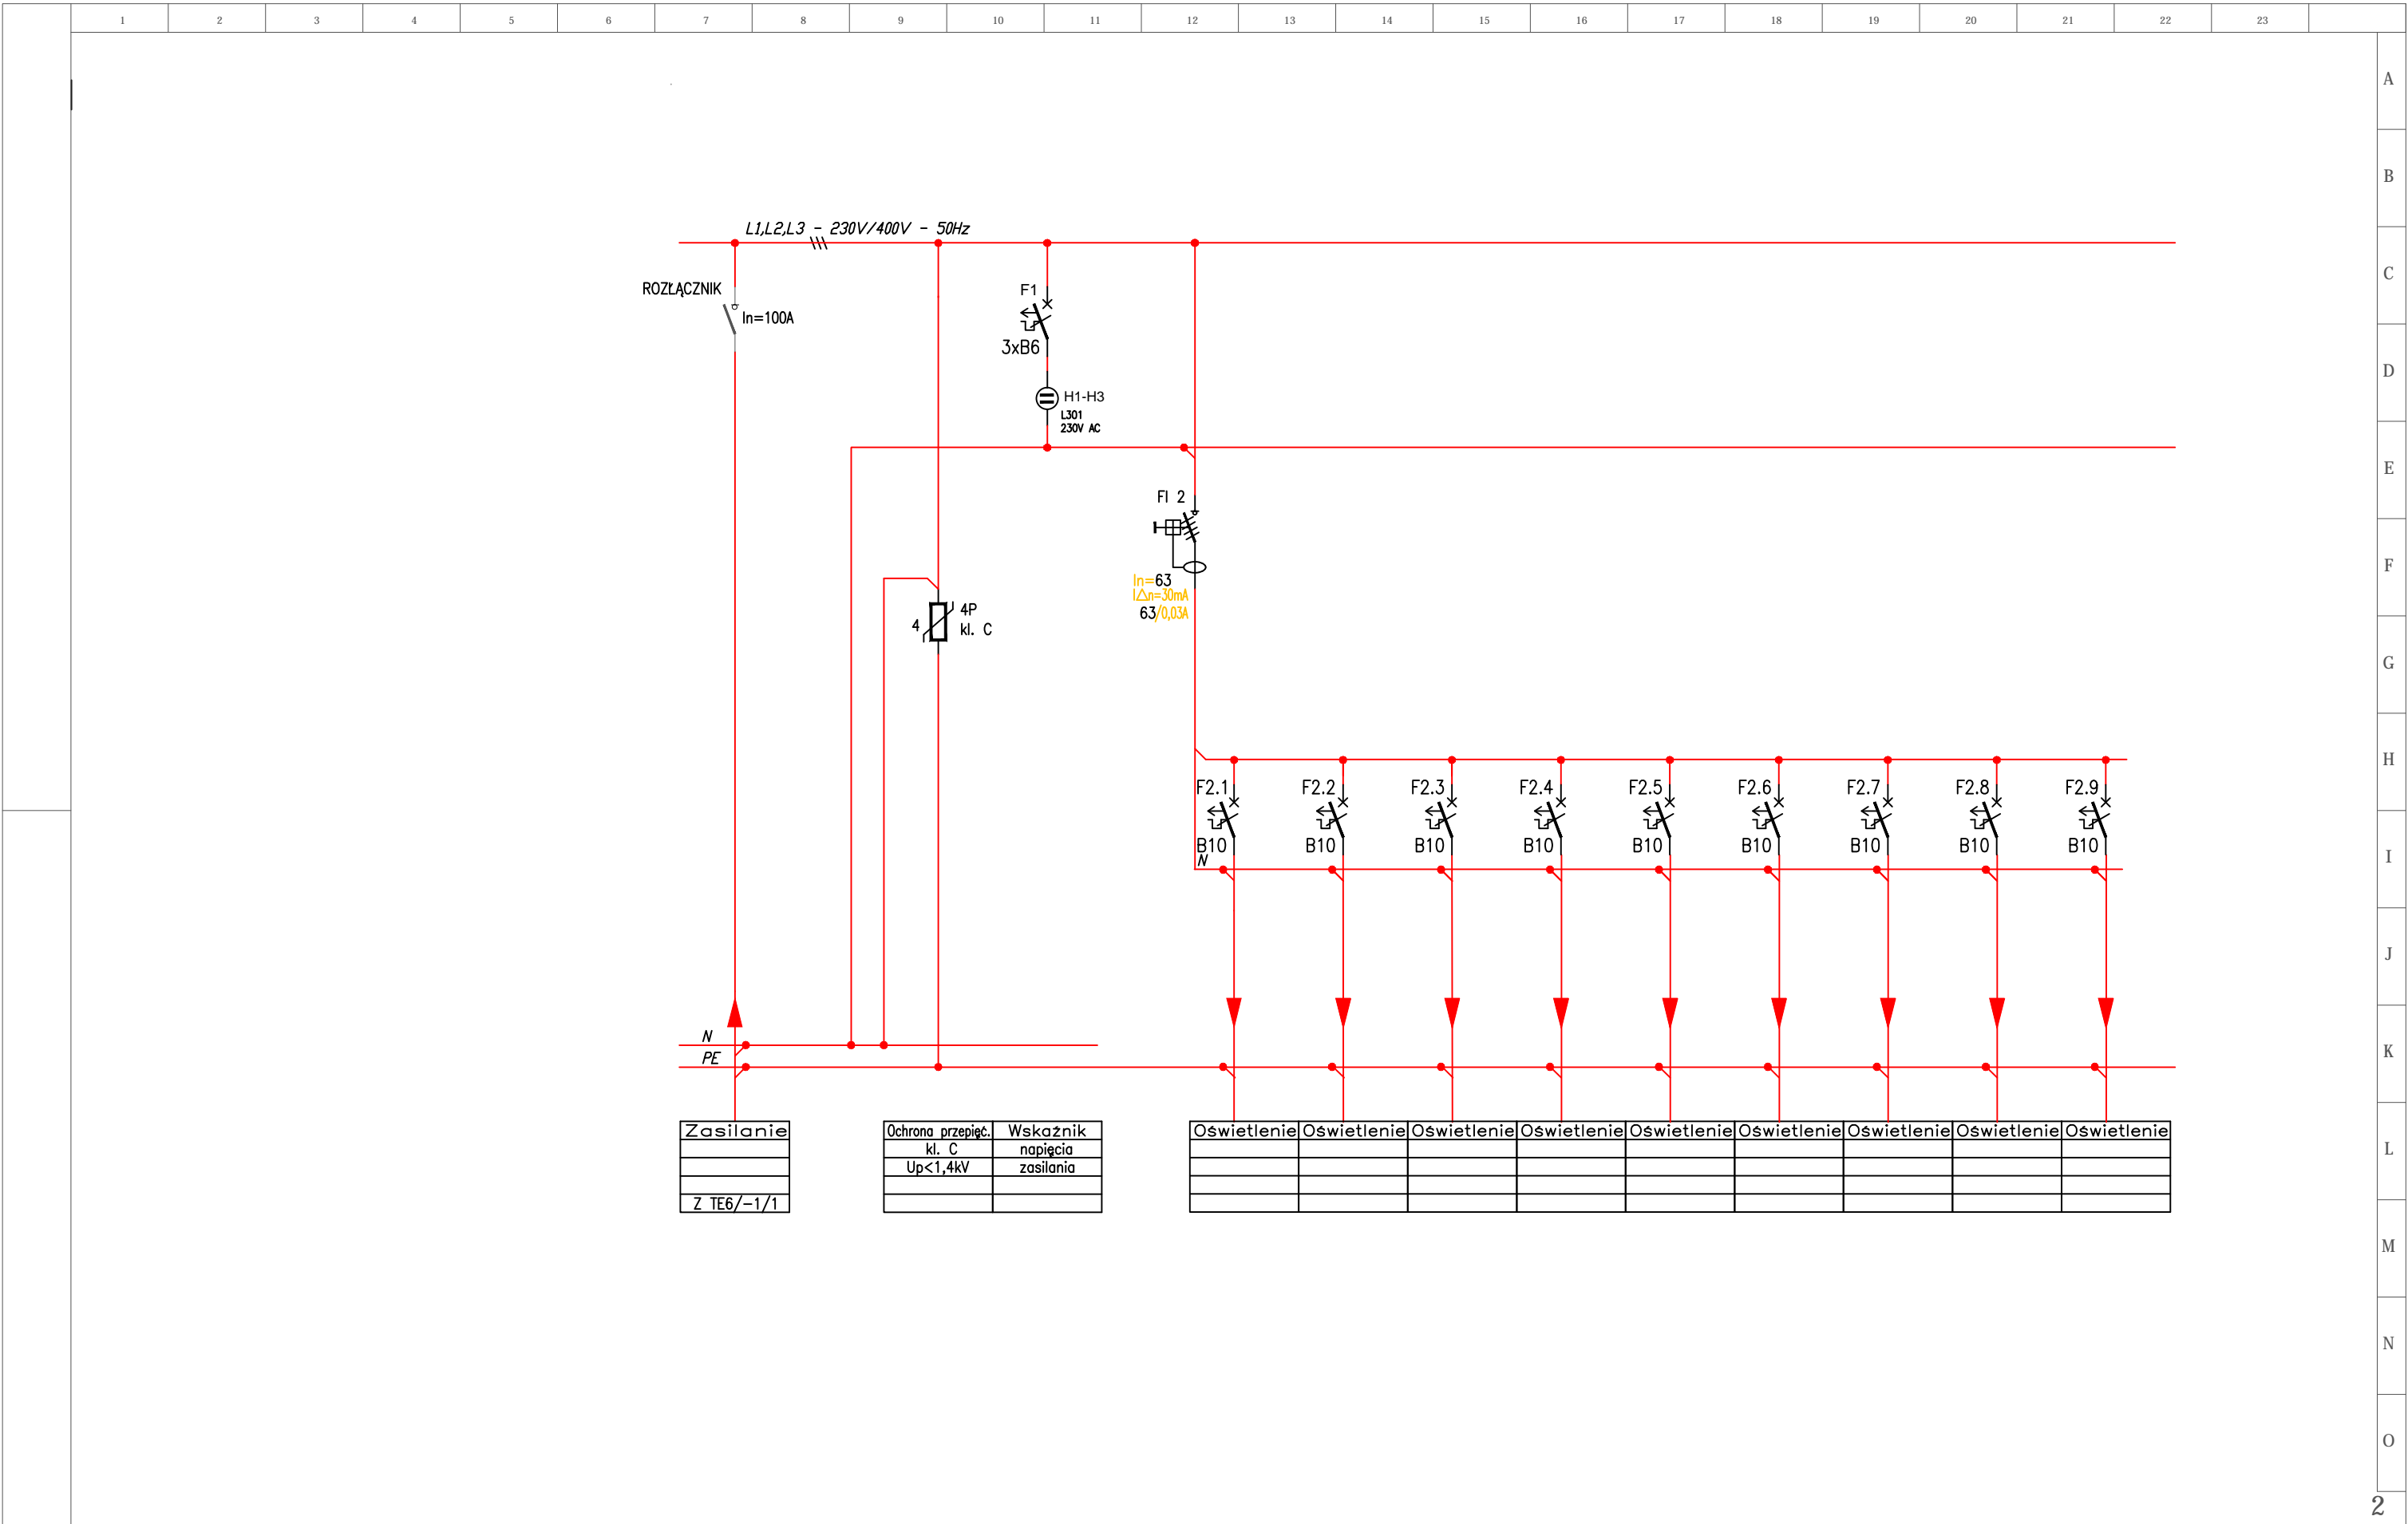 1 2 3 4 5 6 7 8 9 10 11 12 13 14 15 16 17 18 19 20 21 22 23
A
B
L1,L2,L3 - 230V/400V - 50Hz
C
ROZŁĄCZNIK
In=100A
F1
3xB6
D
H1-H3
L301
230V AC
E
FI 2
F
In=63
I△n=30mA
63/0,03A
4
4P
kl. C
G
H
F2.1 F2.2 F2.3 F2.4 F2.5 F2.6 F2.7 F2.8 F2.9
B10 B10 B10 B10 B10 B10 B10 B10 B10
N
I
J
N
K
PE
Zasilanie
Z TE6/-1/1
Ochrona przepięć.
kl. C
Up<1,4kV
Wskaźnik
napięcia
zasilania
Oświetlenie Oświetlenie Oświetlenie Oświetlenie Oświetlenie Oświetlenie Oświetlenie Oświetlenie Oświetlenie
L
M
N
O
2